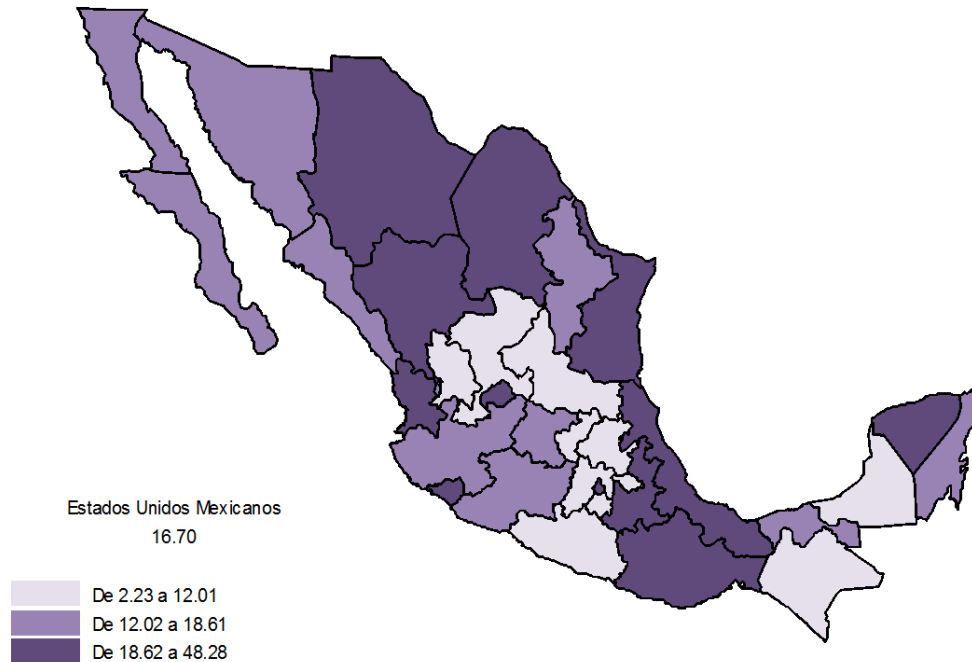 Estados Unidos Mexicanos
16.70
De 2.23 a 12.01
De 12.02 a 18.61
De 18.62 a 48.28